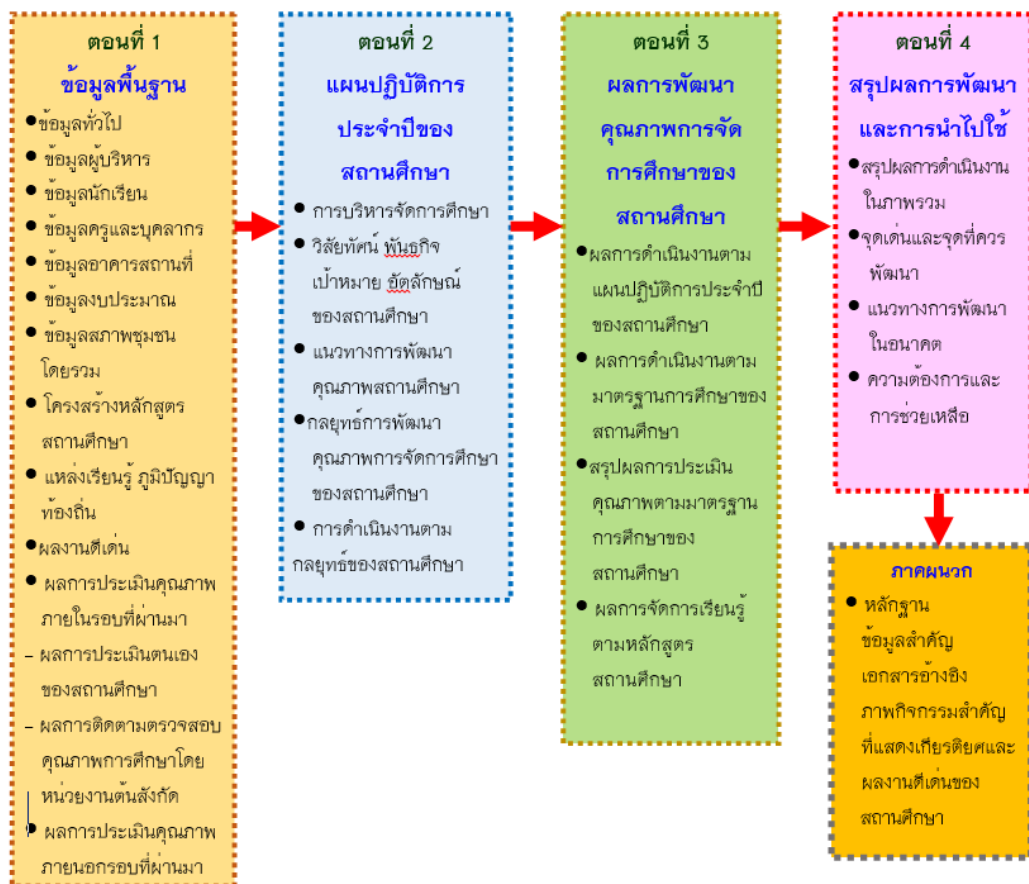 ตอนที่ 1
ข้อมูลพื้นฐาน
●ข้อมูลทั่วไป
● ข้อมูลผู้บริหาร
● ข้อมูลนักเรียน
● ข้อมูลครูและบุคลากร
● ข้อมูลอาคารสถานที่
● ข้อมูลงบประมาณ
● ข้อมูลสภาพชุมชน
โดยรวม
● โครงสร้างหลักสูตร
สถานศึกษา
● แหล่งเรียนรู้ ภูมิปัญญา
ท้องถิ่น
●ผลงานดีเด่น
● ผลการประเมินคุณภาพ
ภายในรอบที่ผ่านมา
– ผลการประเมินตนเอง
ของสถานศึกษา
– ผลการติดตามตรวจสอบ
คุณภาพการศึกษาโดย
หน่วยงานต้นสังกัด
● ผลการประเมินคุณภาพ
ภายนอกรอบที่ผ่านมา
ตอนที่ 2
แผนปฏิบัติการ
ประจำปีของ
สถานศึกษา
● การบริหารจัดการศึกษา
● วิสัยทัศน์ พันธกิจ
เป้าหมาย อัตลักษณ์
ของสถานศึกษา
● แนวทางการพัฒนา
คุณภาพสถานศึกษา
●กลยุทธ์การพัฒนา
คุณภาพการจัดการศึกษา
ของสถานศึกษา
● การดำเนินงานตาม
กลยุทธ์ของสถานศึกษา
ตอนที่ 3
ผลการพัฒนา
คุณภาพการจัด
การศึกษาของ
สถานศึกษา
●ผลการดำเนินงานตาม
แผนปฏิบัติการประจำปี
ของสถานศึกษา
● ผลการดำเนินงานตาม
มาตรฐานการศึกษาของ
สถานศึกษา
●สรุปผลการประเมิน
คุณภาพตามมาตรฐาน
การศึกษาของ
สถานศึกษา
● ผลการจัดการเรียนรู้
ตามหลักสูตร
สถานศึกษา
ตอนที่ 4
สรุปผลการพัฒนา
และการนำไปใช้
●สรุปผลการดำเนินงาน
ในภาพรวม
●จุดเด่นและจุดที่ควร
พัฒนา
● แนวทางการพัฒนา
ในอนาคต
● ความต้องการและ
การช่วยเหลือ
ภาคผนวก
● หลักฐาน
ข้อมูลสำคัญ
เอกสารอ้างอิง
ภาพกิจกรรมสำคัญ
ที่แสดงเกียรติยศและ
ผลงานดีเด่นของ
สถานศึกษา